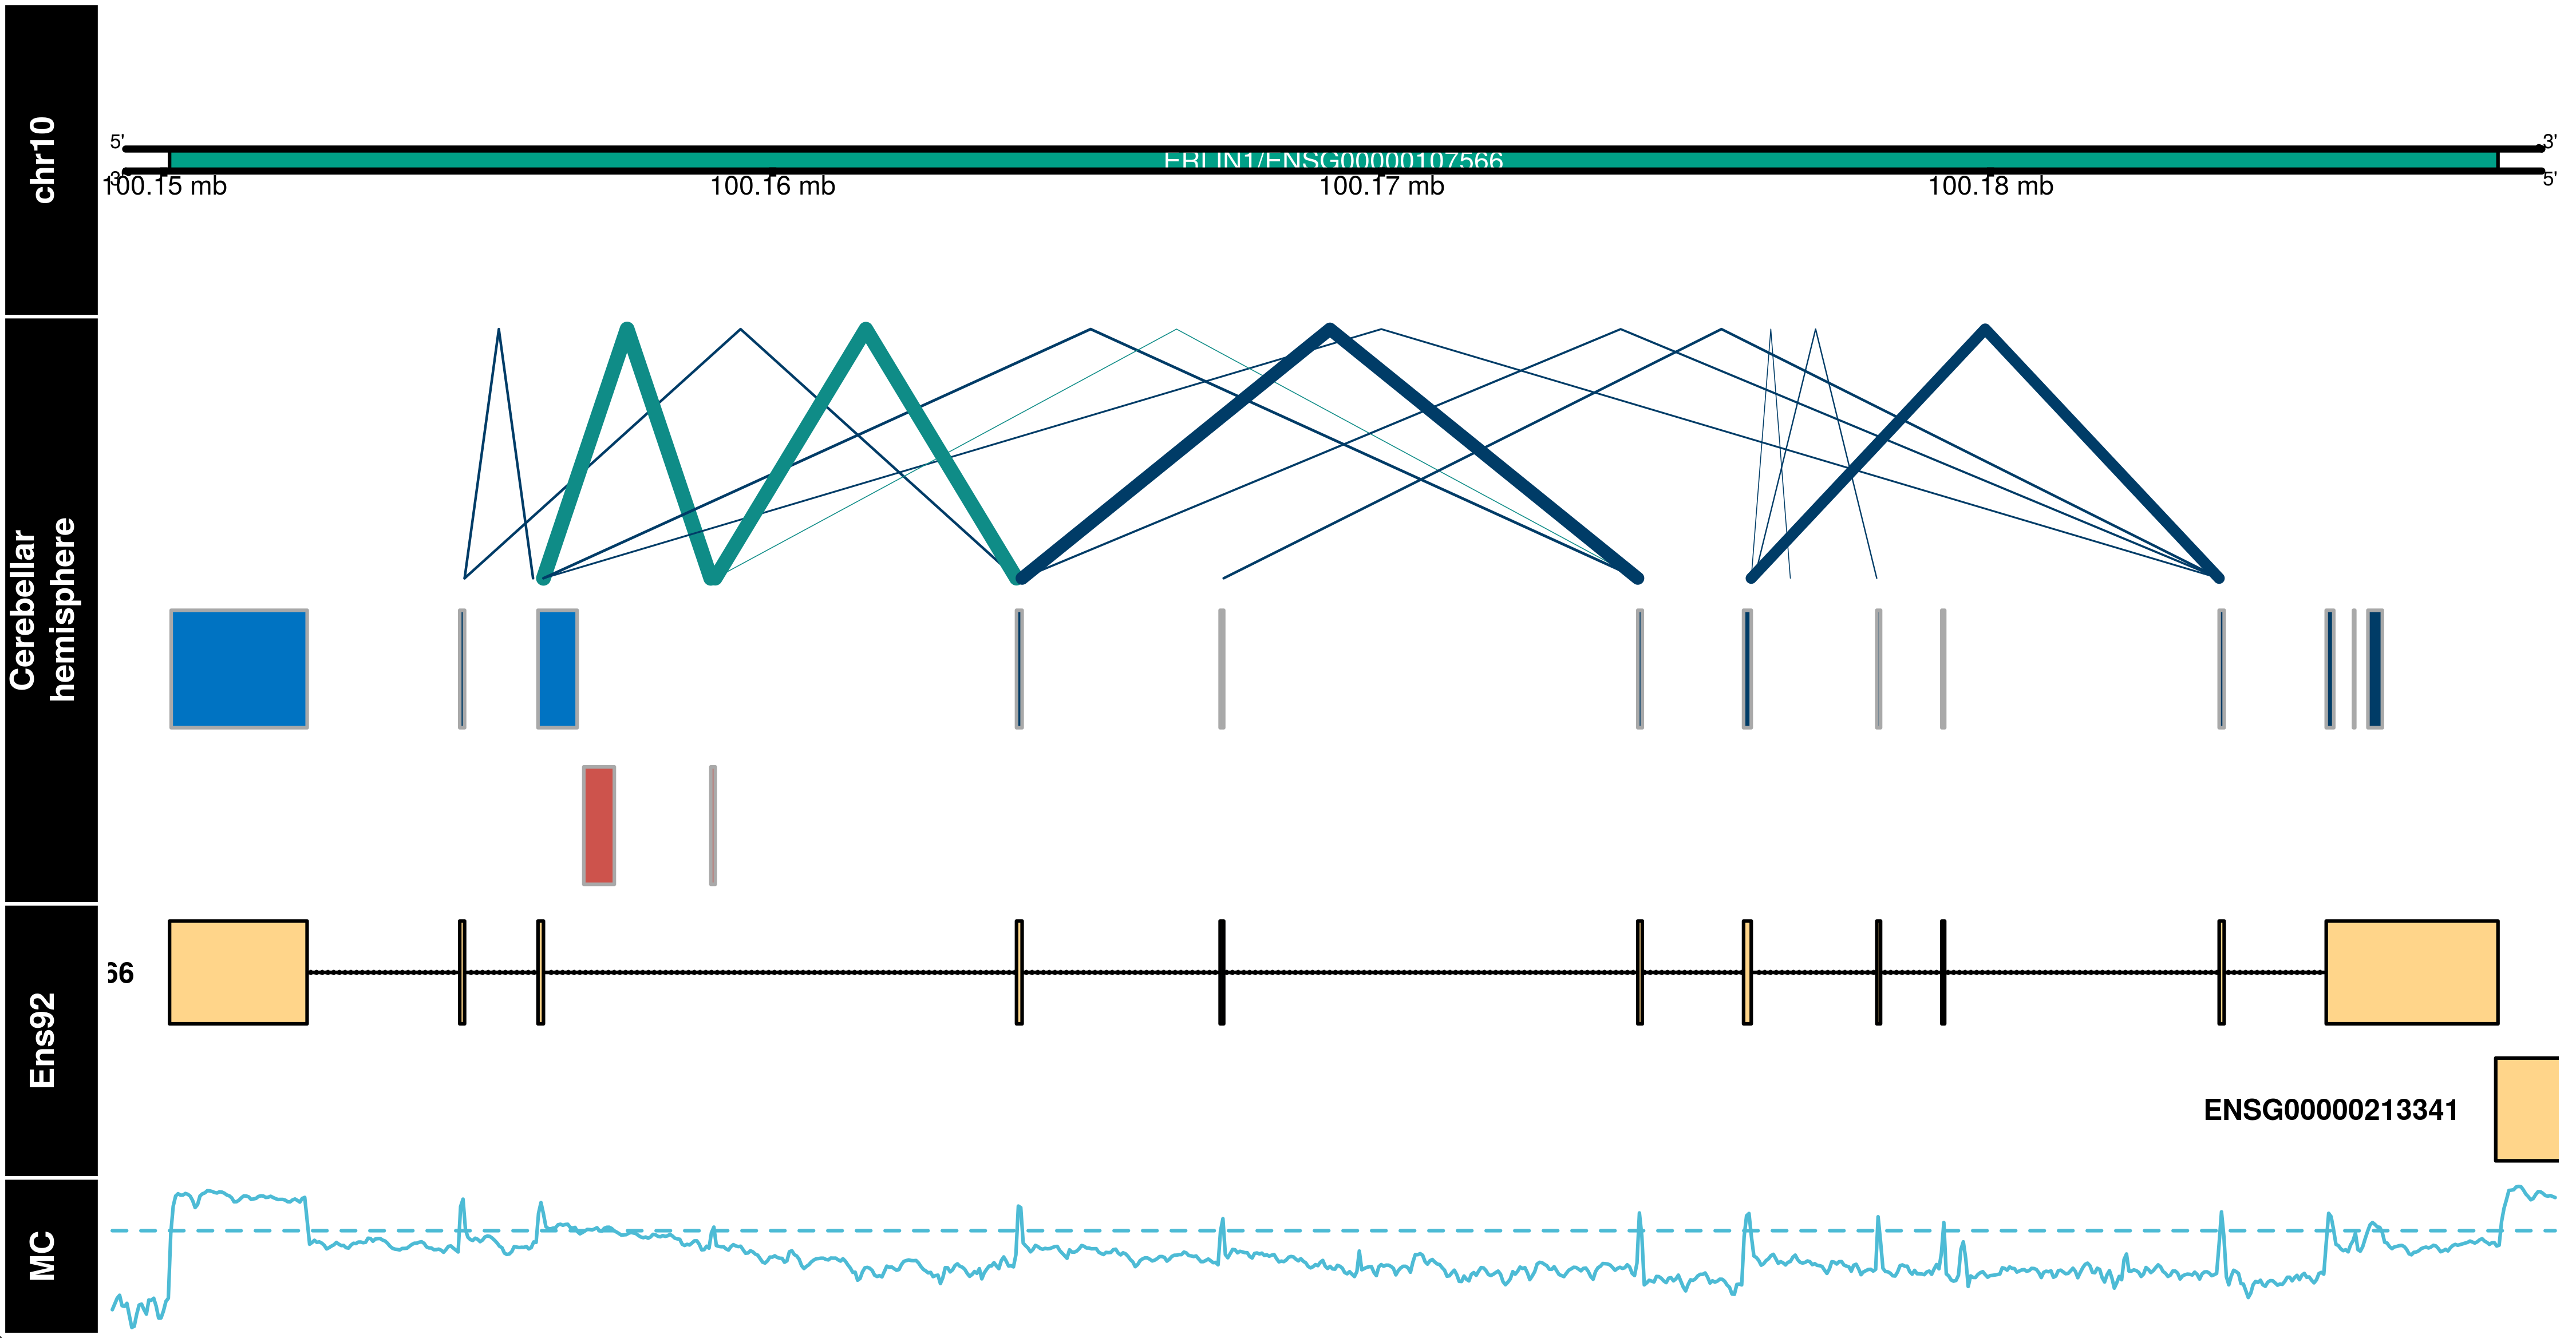 chr10
5'
3'
ERLIN1/ENSG00000107566
3'
5'
100.15 mb
100.16 mb
100.17 mb
100.18 mb
Cerebellar
hemisphere
Ens92
66
ENSG00000213341
MC